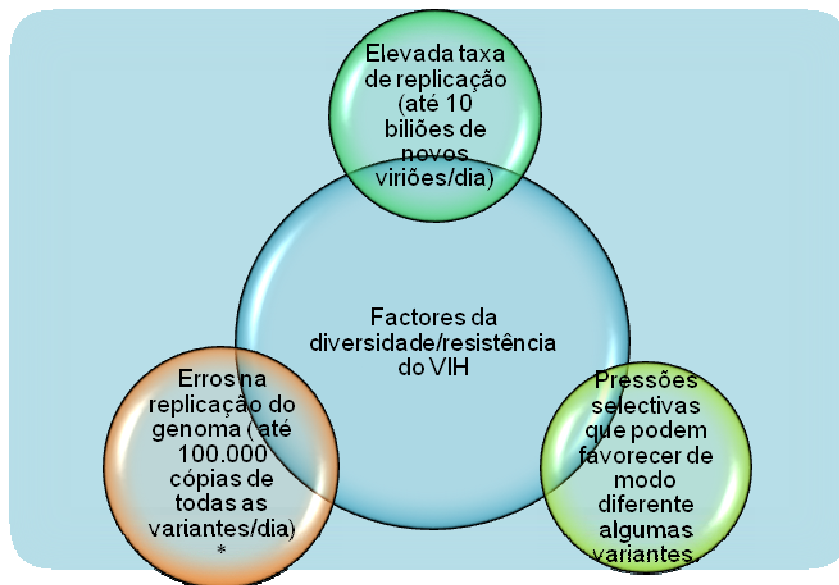 Elevada taxa
de replicação
(até 10
biliões de
novos
viriões/dia)
Factores da
diversidade/resistência
do VIH
Erros na
replicação do
genoma (até
100.000
cópias de
todas as
variantes/dia)
*
Pressões
selectivas
que podem
favorecer de
modo
diferente
algumas
variantes.